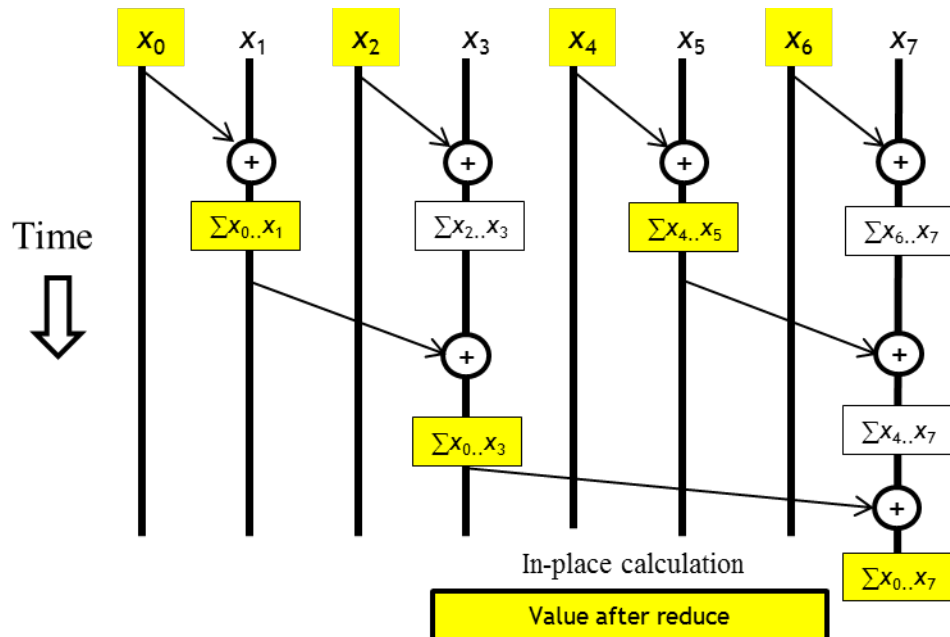 x₀ x₁ x₂ x₃ x₄ x₅ x₆ x₇
+ + + +
∑x₀..x₁ ∑x₂..x₃ ∑x₄..x₅ ∑x₆..x₇
Time
+ +
∑x₀..x₃ ∑x₄..x₇
+
In-place calculation
∑x₀..x₇
Value after reduce